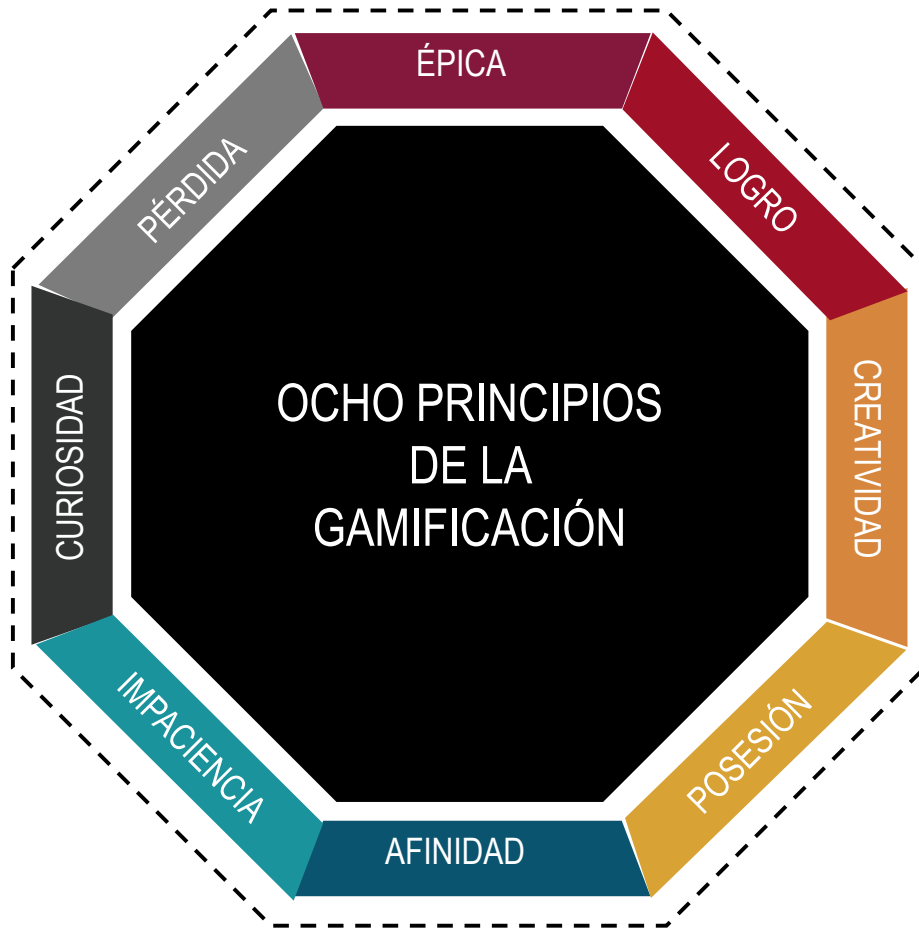 ÉPICA
LOGRO
CREATIVIDAD
POSESIÓN
AFINIDAD
IMPACIENCIA
CURIOSIDAD
PÉRDIDA
OCHO PRINCIPIOS
DE LA
GAMIFICACIÓN